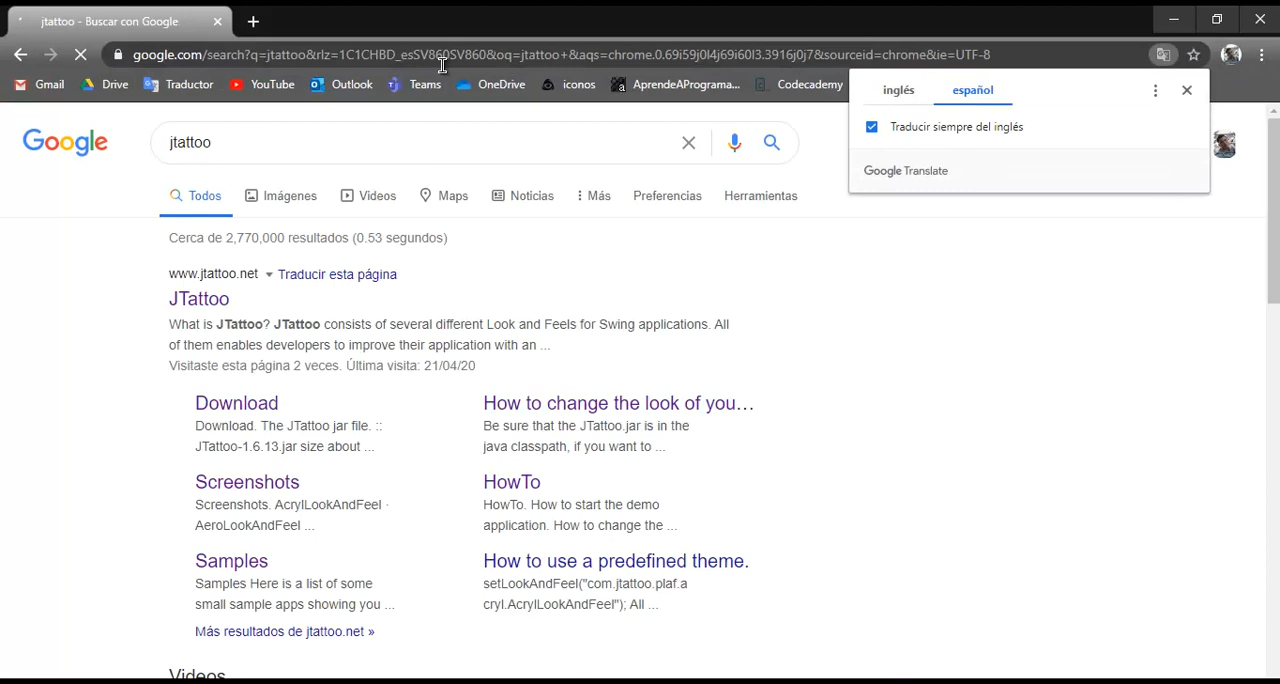 jtattoo - Buscar con Google
google.com/search?q=jtattoo&rlz=1C1CHBD_esSV860SV860&oq=jtattoo+&aqs=chrome.0.69i59j0l4j69i60l3.3916j0j7&sourceid=chrome&ie=UTF-8
Gmail Drive Traductor YouTube Outlook Teams OneDrive iconos AprendeAPrograma... Codecademy
inglés español
Traducir siempre del inglés
Google Translate
Google
jtattoo
Todos Imágenes Videos Maps Noticias Más Preferencias Herramientas
Cerca de 2,770,000 resultados (0.53 segundos)
www.jtattoo.net Traducir esta página
JTattoo
What is JTattoo? JTattoo consists of several different Look and Feels for Swing applications. All
of them enables developers to improve their application with an ...
Visitaste esta página 2 veces. Última visita: 21/04/20
Download
Download. The JTattoo jar file. ::
JTattoo-1.6.13.jar size about ...
How to change the look of you...
Be sure that the JTattoo.jar is in the
java classpath, if you want to ...
Screenshots
Screenshots. AcrylLookAndFeel ·
AeroLookAndFeel ...
HowTo
HowTo. How to start the demo
application. How to change the ...
Samples
Samples Here is a list of some
small sample apps showing you ...
How to use a predefined theme.
setLookAndFeel("com.jtattoo.plaf.a
cryl.AcrylLookAndFeel"); All ...
Más resultados de jtattoo.net »
Videos